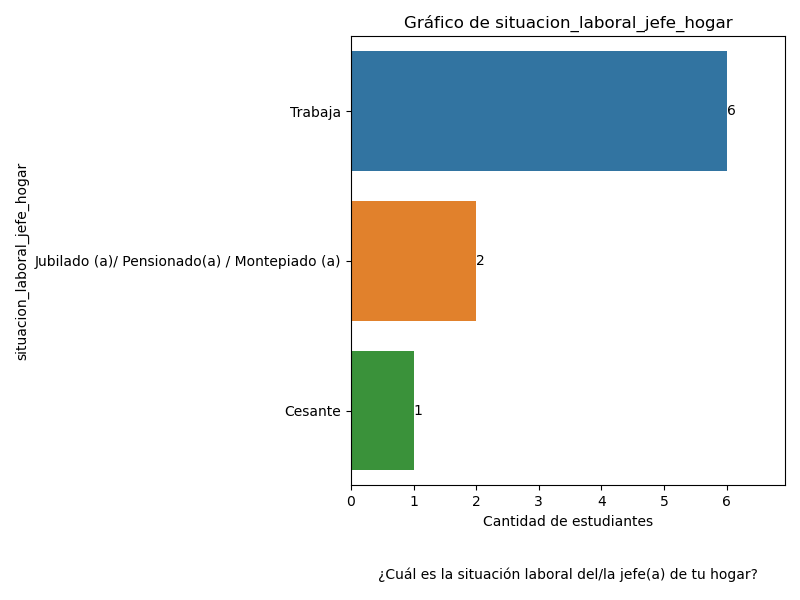 Gráfico de situacion_laboral_jefe_hogar
situacion_laboral_jefe_hogar
Trabaja
6
Jubilado (a)/ Pensionado(a) / Montepiado (a)
2
Cesante
1
0 1 2 3 4 5 6
Cantidad de estudiantes
¿Cuál es la situación laboral del/la jefe(a) de tu hogar?